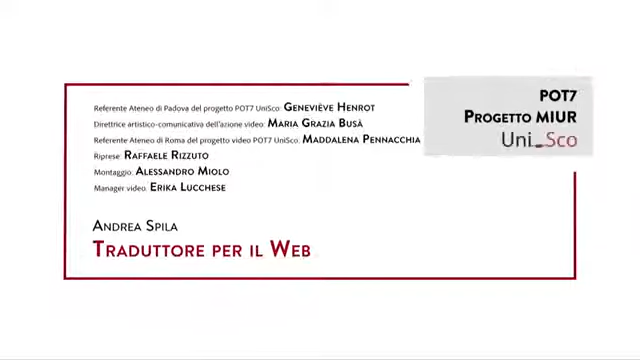 Referente Ateneo di Padova del progetto POT7 UniSco: Geneviève Henrot
Direttrice artistico-comunicativa dell'azione video: Maria Grazia Busà
Referente Ateneo di Roma del progetto video POT7 UniSco: Maddalena Pennacchia
Riprese: Raffaele Rizzuto
Montaggio: Alessandro Miolo
Manager video: Erika Lucchese
POT7
Progetto MIUR
Uni_Sco
Andrea Spila
Traduttore per il Web